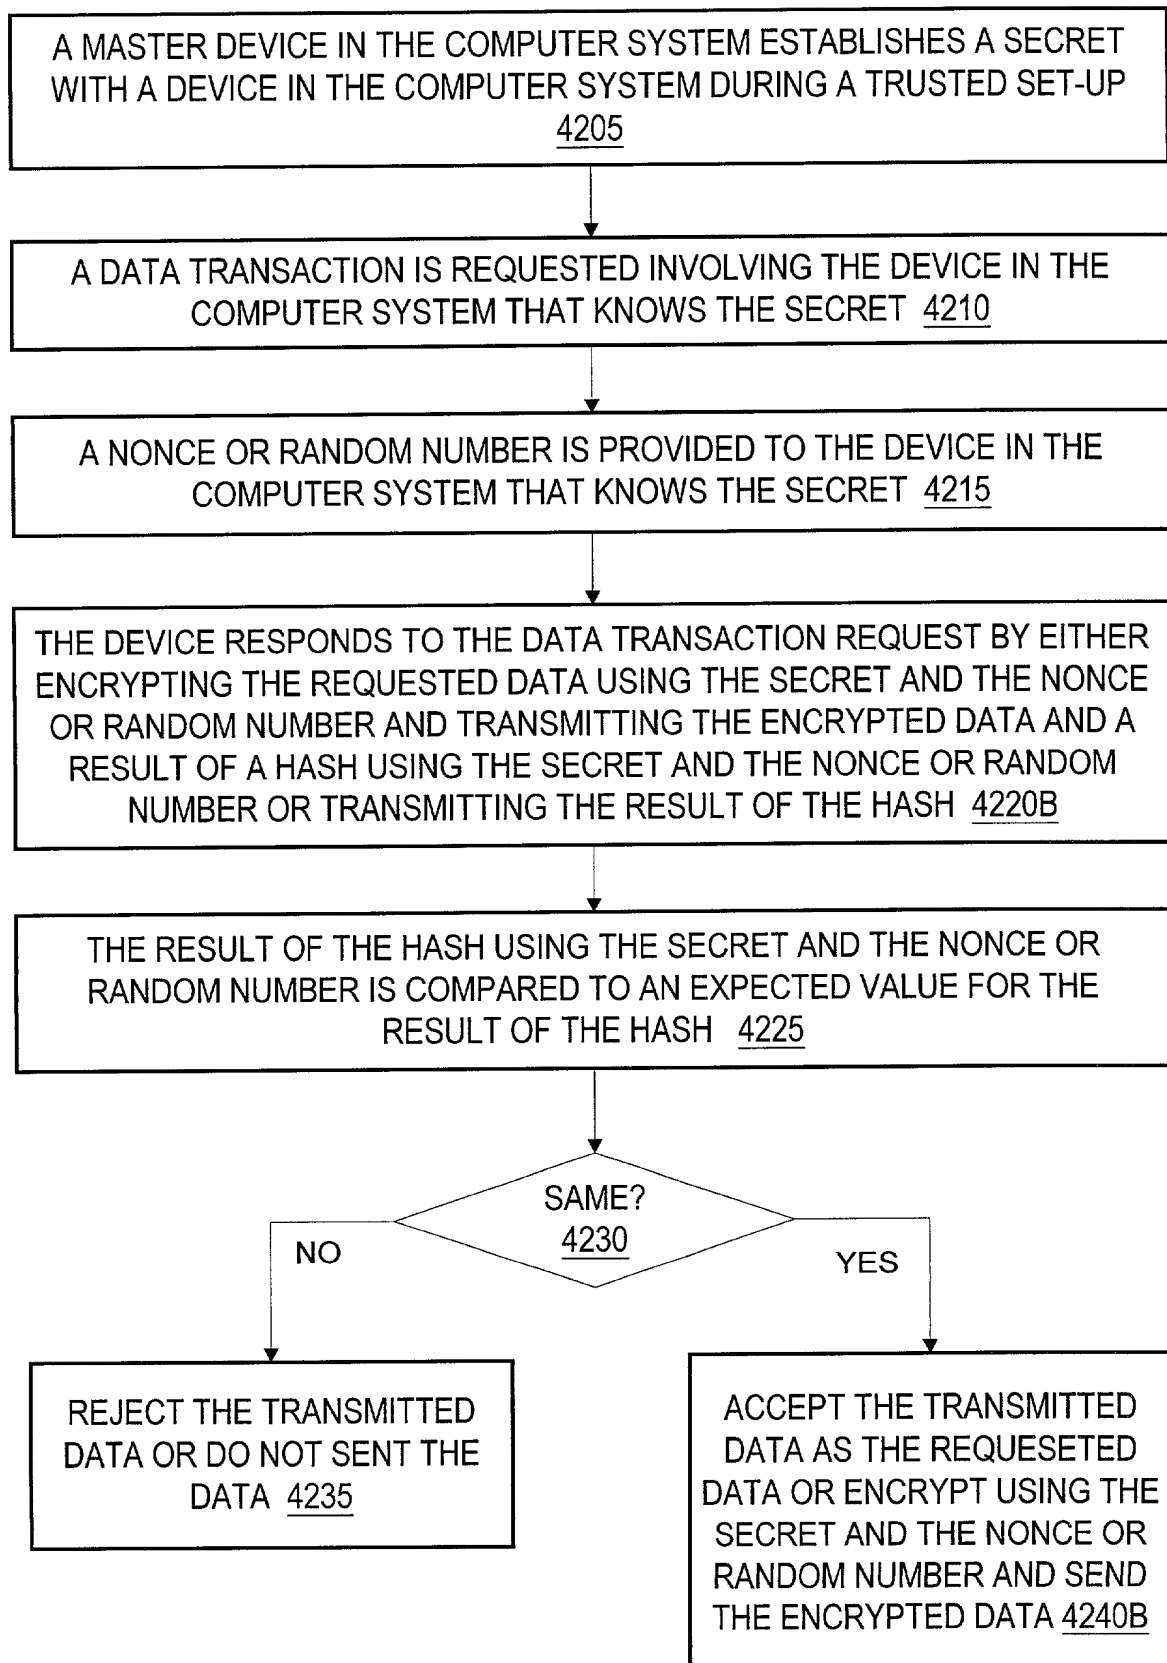 A MASTER DEVICE IN THE COMPUTER SYSTEM ESTABLISHES A SECRET
WITH A DEVICE IN THE COMPUTER SYSTEM DURING A TRUSTED SET-UP
4205
A DATA TRANSACTION IS REQUESTED INVOLVING THE DEVICE IN THE
COMPUTER SYSTEM THAT KNOWS THE SECRET 4210
A NONCE OR RANDOM NUMBER IS PROVIDED TO THE DEVICE IN THE
COMPUTER SYSTEM THAT KNOWS THE SECRET 4215
THE DEVICE RESPONDS TO THE DATA TRANSACTION REQUEST BY EITHER
ENCRYPTING THE REQUESTED DATA USING THE SECRET AND THE NONCE
OR RANDOM NUMBER AND TRANSMITTING THE ENCRYPTED DATA AND A
RESULT OF A HASH USING THE SECRET AND THE NONCE OR RANDOM
NUMBER OR TRANSMITTING THE RESULT OF THE HASH 4220B
THE RESULT OF THE HASH USING THE SECRET AND THE NONCE OR
RANDOM NUMBER IS COMPARED TO AN EXPECTED VALUE FOR THE
RESULT OF THE HASH 4225
SAME?
4230
NO
YES
REJECT THE TRANSMITTED
DATA OR DO NOT SENT THE
DATA 4235
ACCEPT THE TRANSMITTED
DATA AS THE REQUESETED
DATA OR ENCRYPT USING THE
SECRET AND THE NONCE OR
RANDOM NUMBER AND SEND
THE ENCRYPTED DATA 4240B